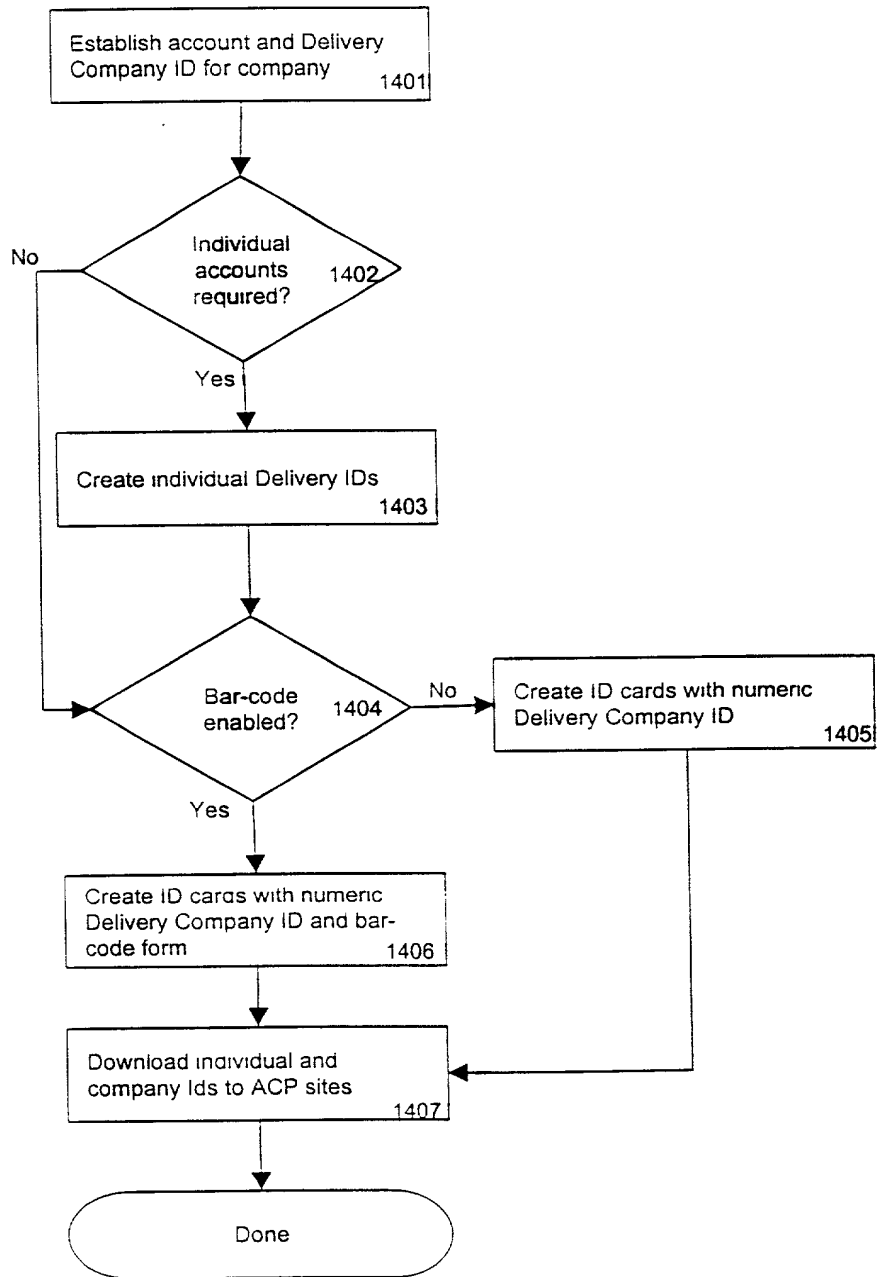 Establish account and Delivery
Company ID for company
1401
Individual
accounts
required?
1402
No
Yes
Create individual Delivery IDs
1403
Bar-code
enabled?
1404
No
Create ID cards with numeric
Delivery Company ID
1405
Yes
Create ID cards with numeric
Delivery Company ID and bar-
code form
1406
Download individual and
company Ids to ACP sites
1407
Done